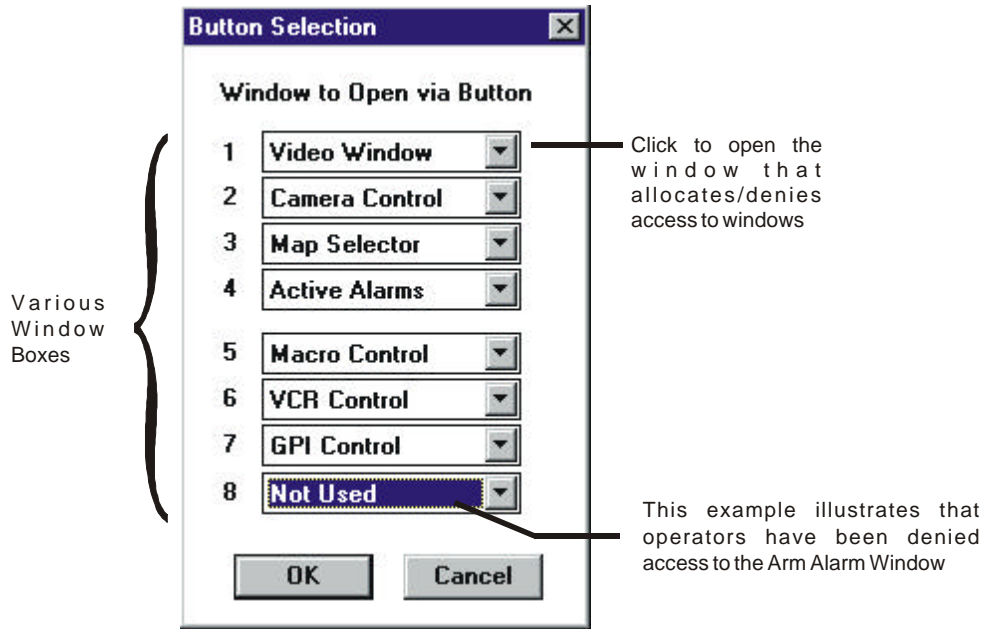 Button Selection
Window to Open via Button
1 Video Window
2 Camera Control
3 Map Selector
4 Active Alarms
5 Macro Control
6 VCR Control
7 GPI Control
8 Not Used
OK Cancel
Various
Window
Boxes
Click to open the
window that
allocates/denies
access to windows
This example illustrates that
operators have been denied
access to the Arm Alarm Window